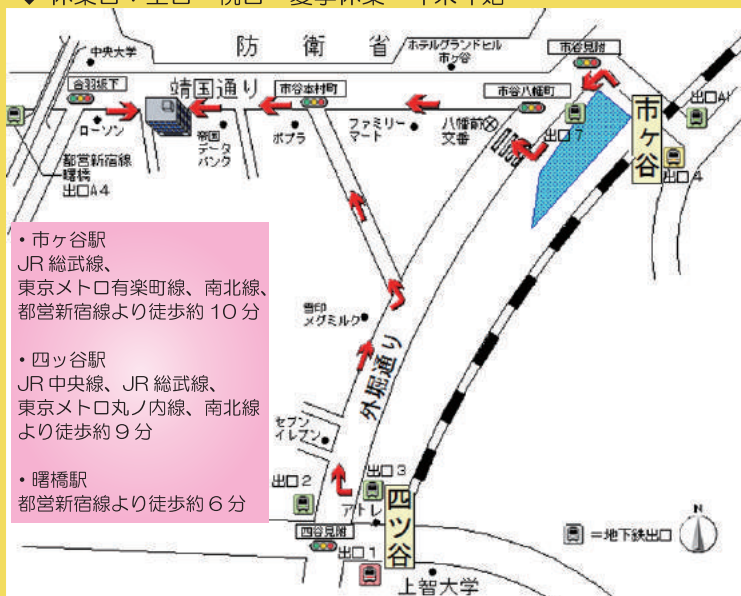 防衛省
ホテルグランドヒル
市ヶ谷
市谷見附
中央大学
合羽坂下
靖国通り
市谷本村町
市谷八幡町
出口A1
市ヶ谷
ローソン
帝国
データ
バンク
ポプラ
ファミリー
マート
八幡前
交番
出口7
出口4
都営新宿線
曙橋
出口A4
・市ヶ谷駅
JR総武線、
東京メトロ有楽町線、南北線、
都営新宿線より徒歩約10分
・四ッ谷駅
JR中央線、JR総武線、
東京メトロ丸ノ内線、南北線
より徒歩約9分
・曙橋駅
都営新宿線より徒歩約6分
雪印
メグミルク
外堀通り
セブン
イレブン
出口2
出口3
アトレ
四ツ谷
四谷見附
出口1
上智大学
=地下鉄出口
N